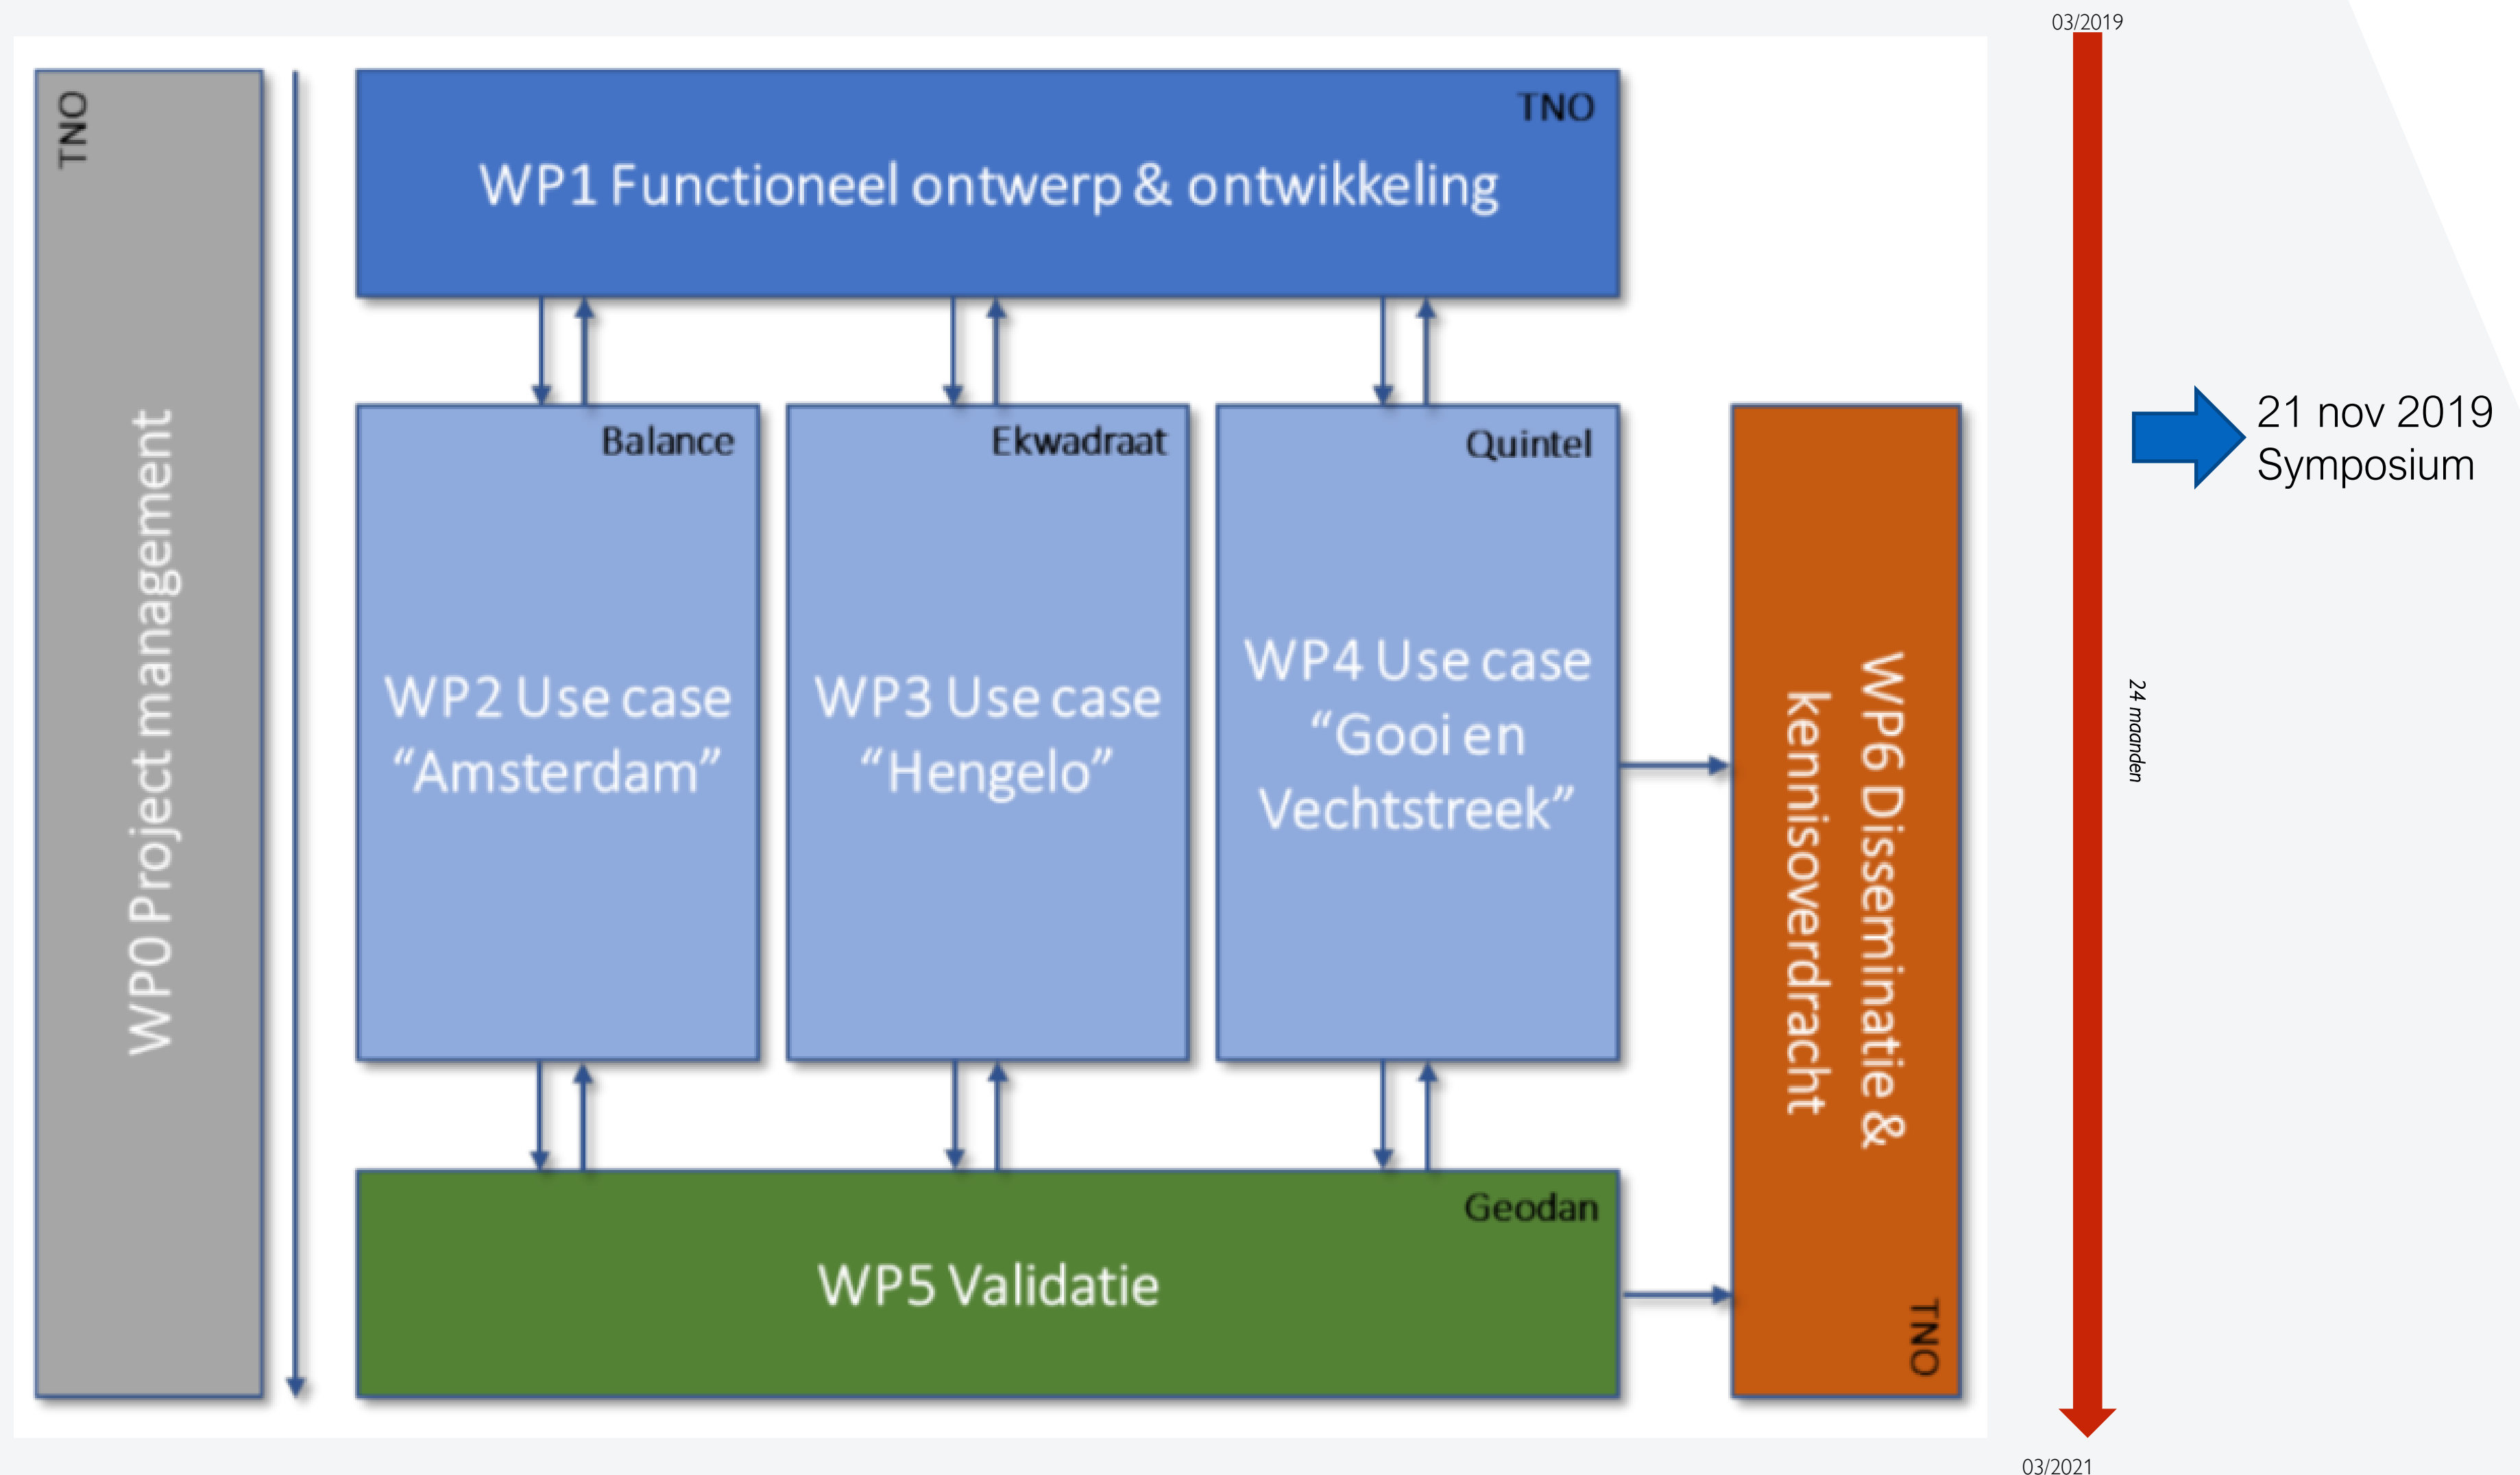 03/2019
TNO
WP0 Project management
TNO
WP1 Functioneel ontwerp & ontwikkeling
Balance
WP2 Use case
“Amsterdam”
Ekwadraat
WP3 Use case
“Hengelo”
Quintel
WP4 Use case
“Gooi en
Vechtstreek”
Geodan
WP5 Validatie
WP6 Disseminatie &
kennisoverdracht
TNO
24 maanden
21 nov 2019
Symposium
03/2021